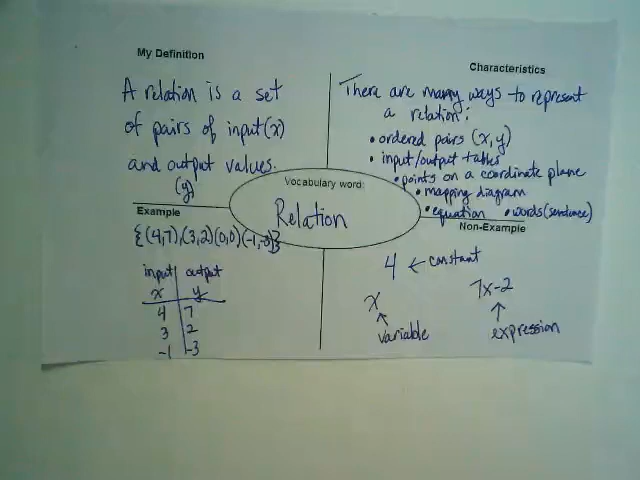 My Definition
A relation is a set
of pairs of input (x)
and output values.
(y)
Characteristics
There are many ways to represent
a relation:
• ordered pairs (x, y)
• input/output tables
• points on a coordinate plane
• mapping diagram
• equation • words (sentence)
Vocabulary word:
Relation
Example
{(4,7),(3,2)(0,0)(-1,-3)}
input output
x y
4 7
3 2
-1 -3
Non-Example
4 ← constant
x
↑
variable
7x-2
↑
expression